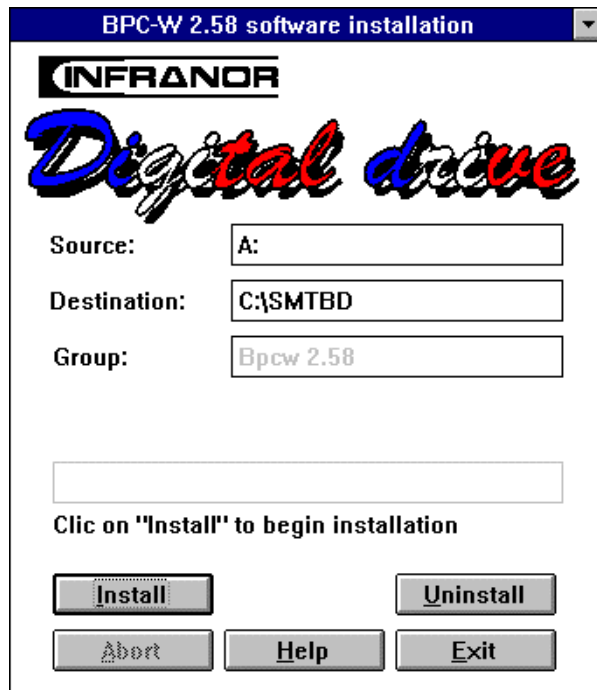 BPC-W 2.58 software installation
INFRANOR
Digital drive
Source: A:
Destination: C:\SMTBD
Group: Bpcw 2.58
Clic on "Install" to begin installation
Install Uninstall
Abort Help Exit